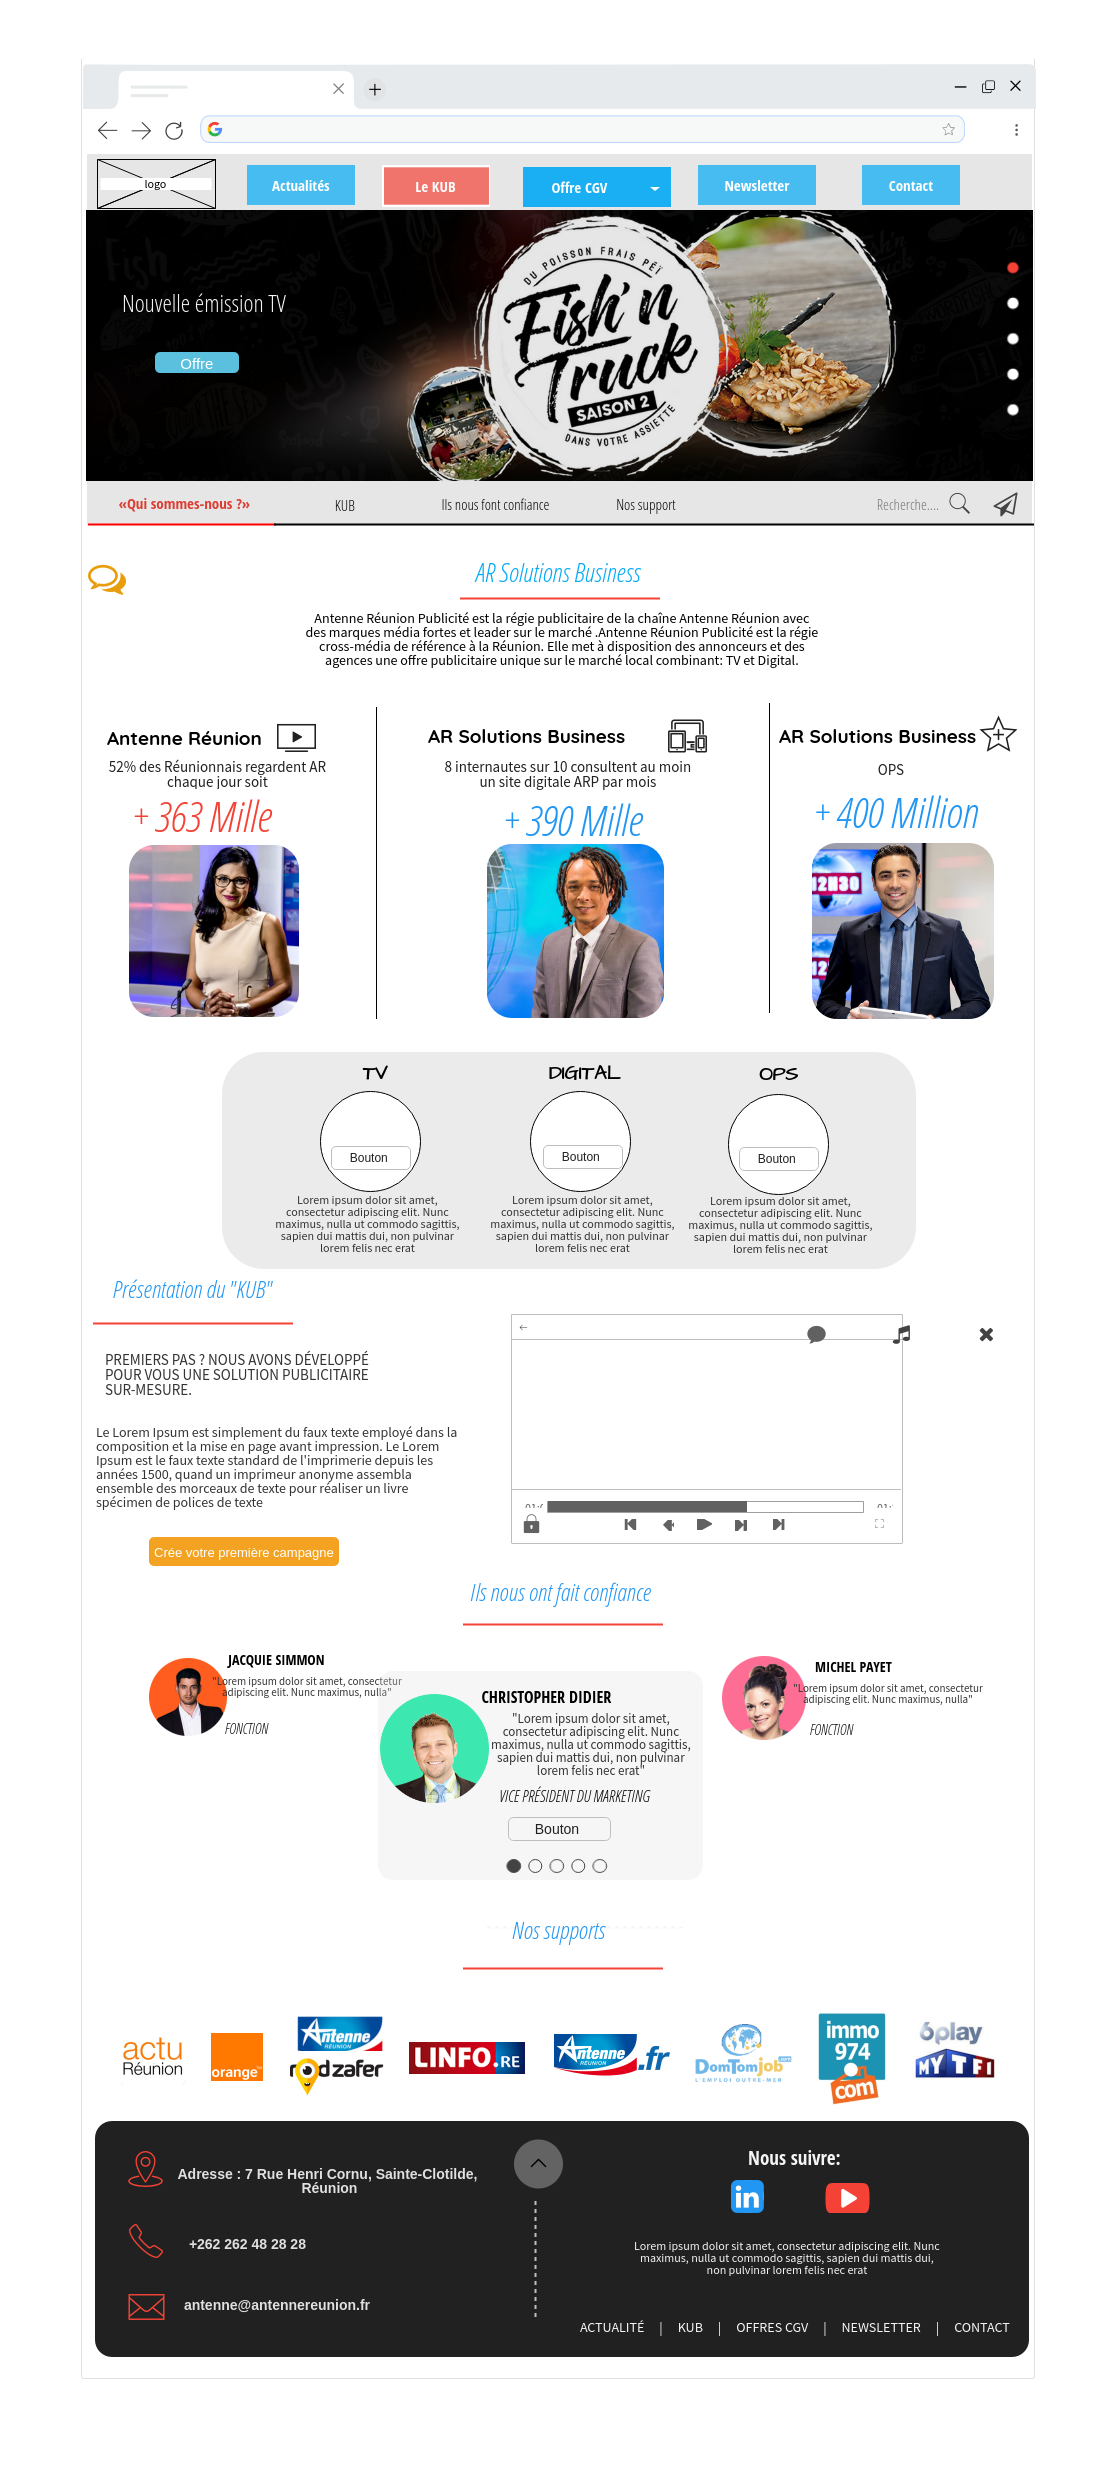 logo
Actualités
Le KUB
Offre CGV
Newsletter
Contact
Nouvelle émission TV
Offre
DU POISSON FRAIS PÉÏ
Fish'n
Truck
SAISON 2
DANS VOTRE ASSIETTE
«Qui sommes-nous ?»
KUB
Ils nous font confiance
Nos support
Recherche....
AR Solutions Business
Antenne Réunion Publicité est la régie publicitaire de la chaîne Antenne Réunion avec
des marques média fortes et leader sur le marché .Antenne Réunion Publicité est la régie
cross-média de référence à la Réunion. Elle met à disposition des annonceurs et des
agences une offre publicitaire unique sur le marché local combinant: TV et Digital.
Antenne Réunion
52% des Réunionnais regardent AR
chaque jour soit
+ 363 Mille
AR Solutions Business
8 internautes sur 10 consultent au moin
un site digitale ARP par mois
+ 390 Mille
AR Solutions Business
OPS
+ 400 Million
12H30
12
TV
Bouton
Lorem ipsum dolor sit amet,
consectetur adipiscing elit. Nunc
maximus, nulla ut commodo sagittis,
sapien dui mattis dui, non pulvinar
lorem felis nec erat
DIGITAL
Bouton
Lorem ipsum dolor sit amet,
consectetur adipiscing elit. Nunc
maximus, nulla ut commodo sagittis,
sapien dui mattis dui, non pulvinar
lorem felis nec erat
OPS
Bouton
Lorem ipsum dolor sit amet,
consectetur adipiscing elit. Nunc
maximus, nulla ut commodo sagittis,
sapien dui mattis dui, non pulvinar
lorem felis nec erat
Présentation du "KUB"
PREMIERS PAS ? NOUS AVONS DÉVELOPPÉ
POUR VOUS UNE SOLUTION PUBLICITAIRE
SUR-MESURE.
Le Lorem Ipsum est simplement du faux texte employé dans la
composition et la mise en page avant impression. Le Lorem
Ipsum est le faux texte standard de l'imprimerie depuis les
années 1500, quand un imprimeur anonyme assembla
ensemble des morceaux de texte pour réaliser un livre
spécimen de polices de texte
Crée votre première campagne
Ils nous ont fait confiance
JACQUIE SIMMON
"Lorem ipsum dolor sit amet, consectetur
adipiscing elit. Nunc maximus, nulla"
FONCTION
CHRISTOPHER DIDIER
"Lorem ipsum dolor sit amet,
consectetur adipiscing elit. Nunc
maximus, nulla ut commodo sagittis,
sapien dui mattis dui, non pulvinar
lorem felis nec erat"
VICE PRÉSIDENT DU MARKETING
Bouton
MICHEL PAYET
"Lorem ipsum dolor sit amet, consectetur
adipiscing elit. Nunc maximus, nulla"
FONCTION
Nos supports
actu
Réunion
orange
Antenne
RÉUNION
rodzafer
LINFO.RE
Antenne
RÉUNION
.fr
DomTomjob
.com
L'EMPLOI OUTRE-MER
immo
974
com
6play
MYTF1
Adresse : 7 Rue Henri Cornu, Sainte-Clotilde,
Réunion
+262 262 48 28 28
antenne@antennereunion.fr
Nous suivre:
in
Lorem ipsum dolor sit amet, consectetur adipiscing elit. Nunc
maximus, nulla ut commodo sagittis, sapien dui mattis dui,
non pulvinar lorem felis nec erat
ACTUALITÉ | KUB | OFFRES CGV | NEWSLETTER | CONTACT